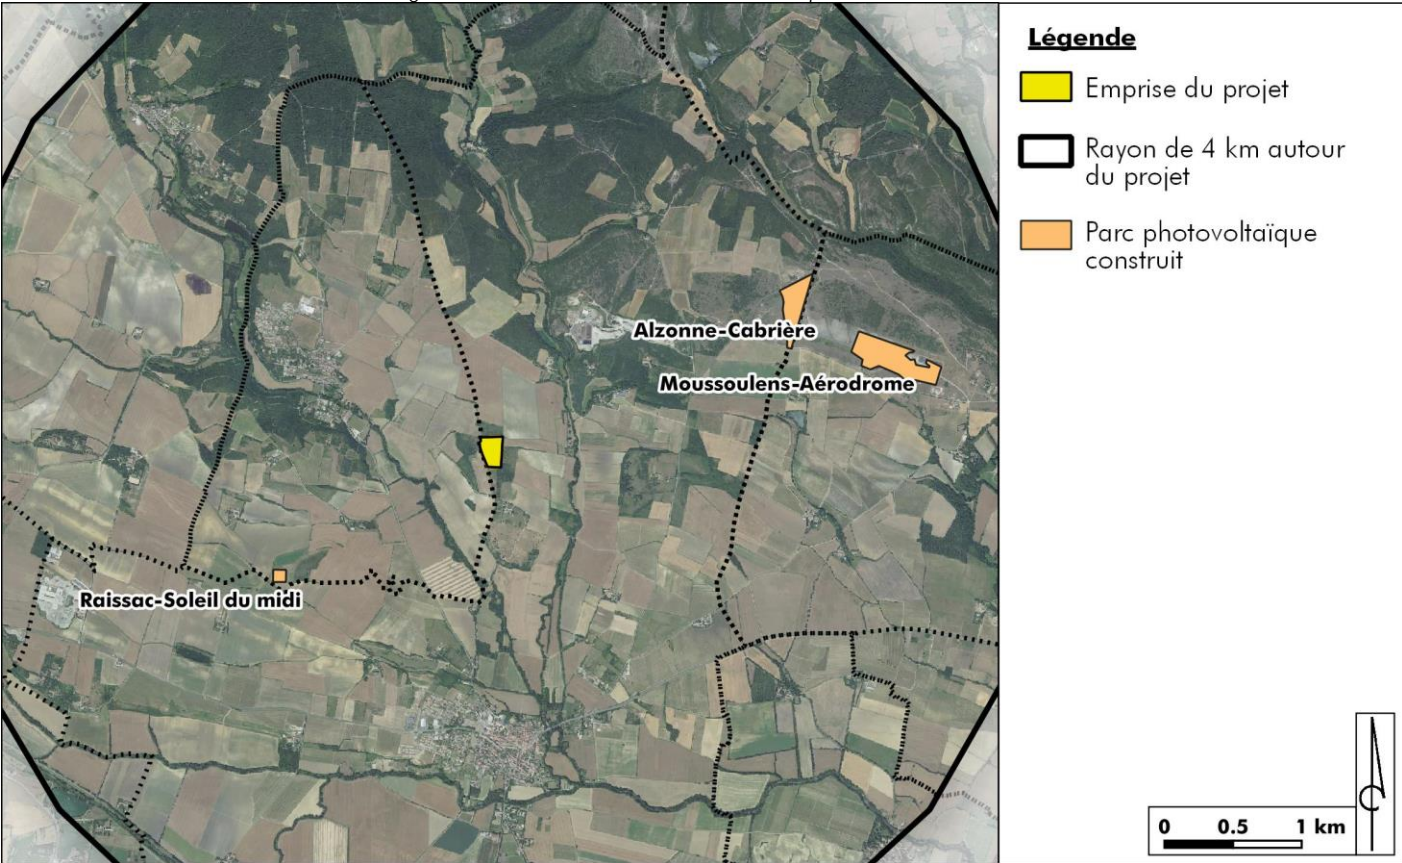 Légende
Emprise du projet
Rayon de 4 km autour
du projet
Parc photovoltaïque
construit
Alzonne-Cabrière
Moussoulens-Aérodrome
Raissac-Soleil du midi
0 0.5 1 km